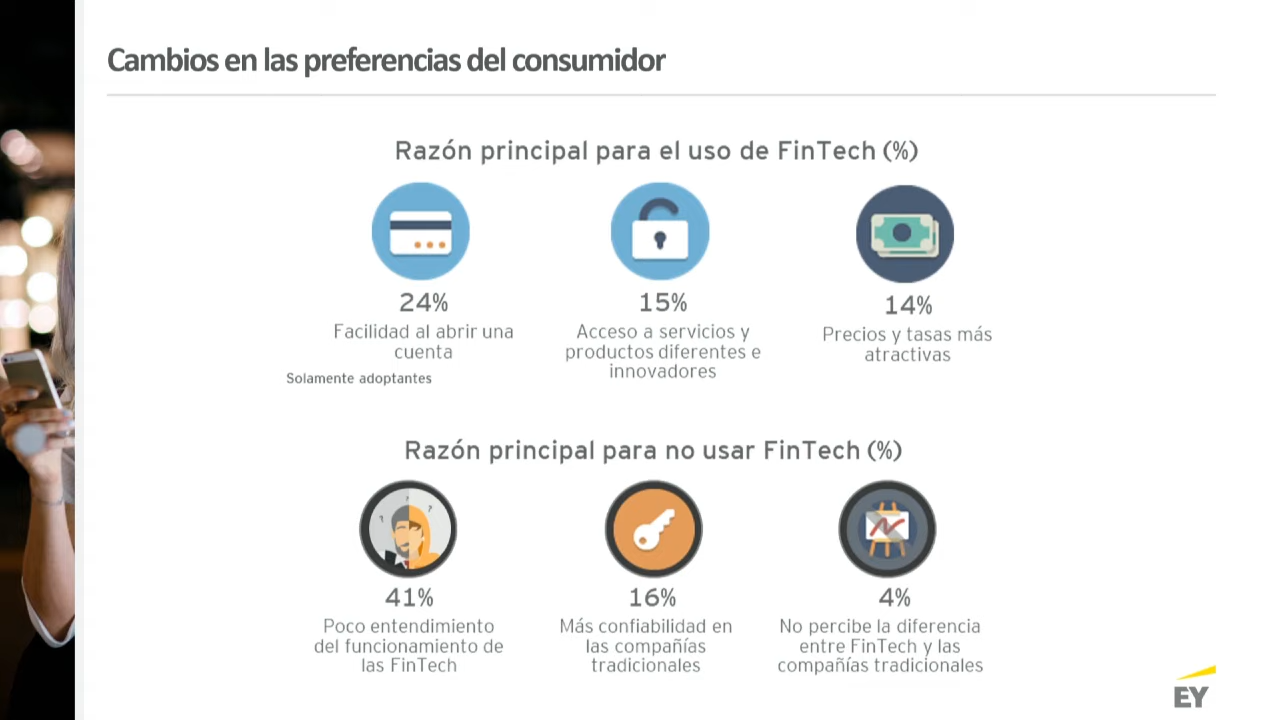 Cambios en las preferencias del consumidor
Razón principal para el uso de FinTech (%)
24%
Facilidad al abrir una
cuenta
Solamente adoptantes
15%
Acceso a servicios y
productos diferentes e
innovadores
14%
Precios y tasas más
atractivas
Razón principal para no usar FinTech (%)
41%
Poco entendimiento
del funcionamiento de
las FinTech
16%
Más confiabilidad en
las compañías
tradicionales
4%
No percibe la diferencia
entre FinTech y las
compañías tradicionales
EY